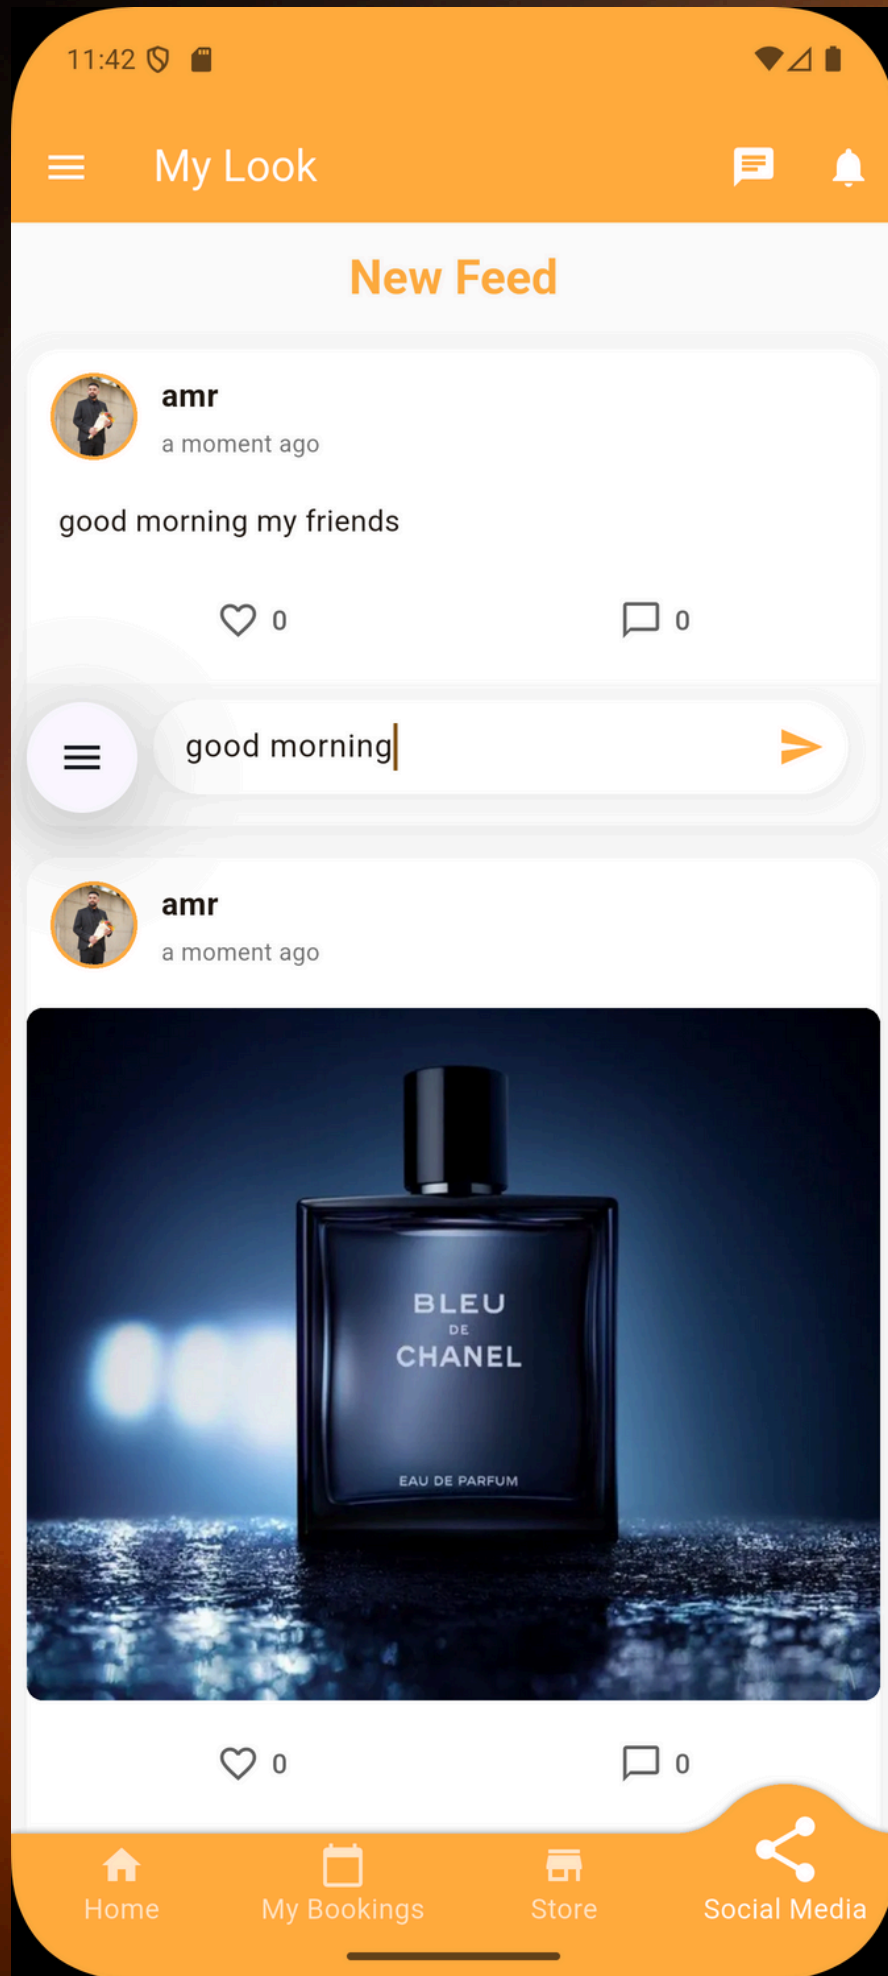 11:42
My Look
New Feed
amr
a moment ago
good morning my friends
0 0
good morning
amr
a moment ago
BLEU
DE
CHANEL
EAU DE PARFUM
0 0
Home My Bookings Store Social Media